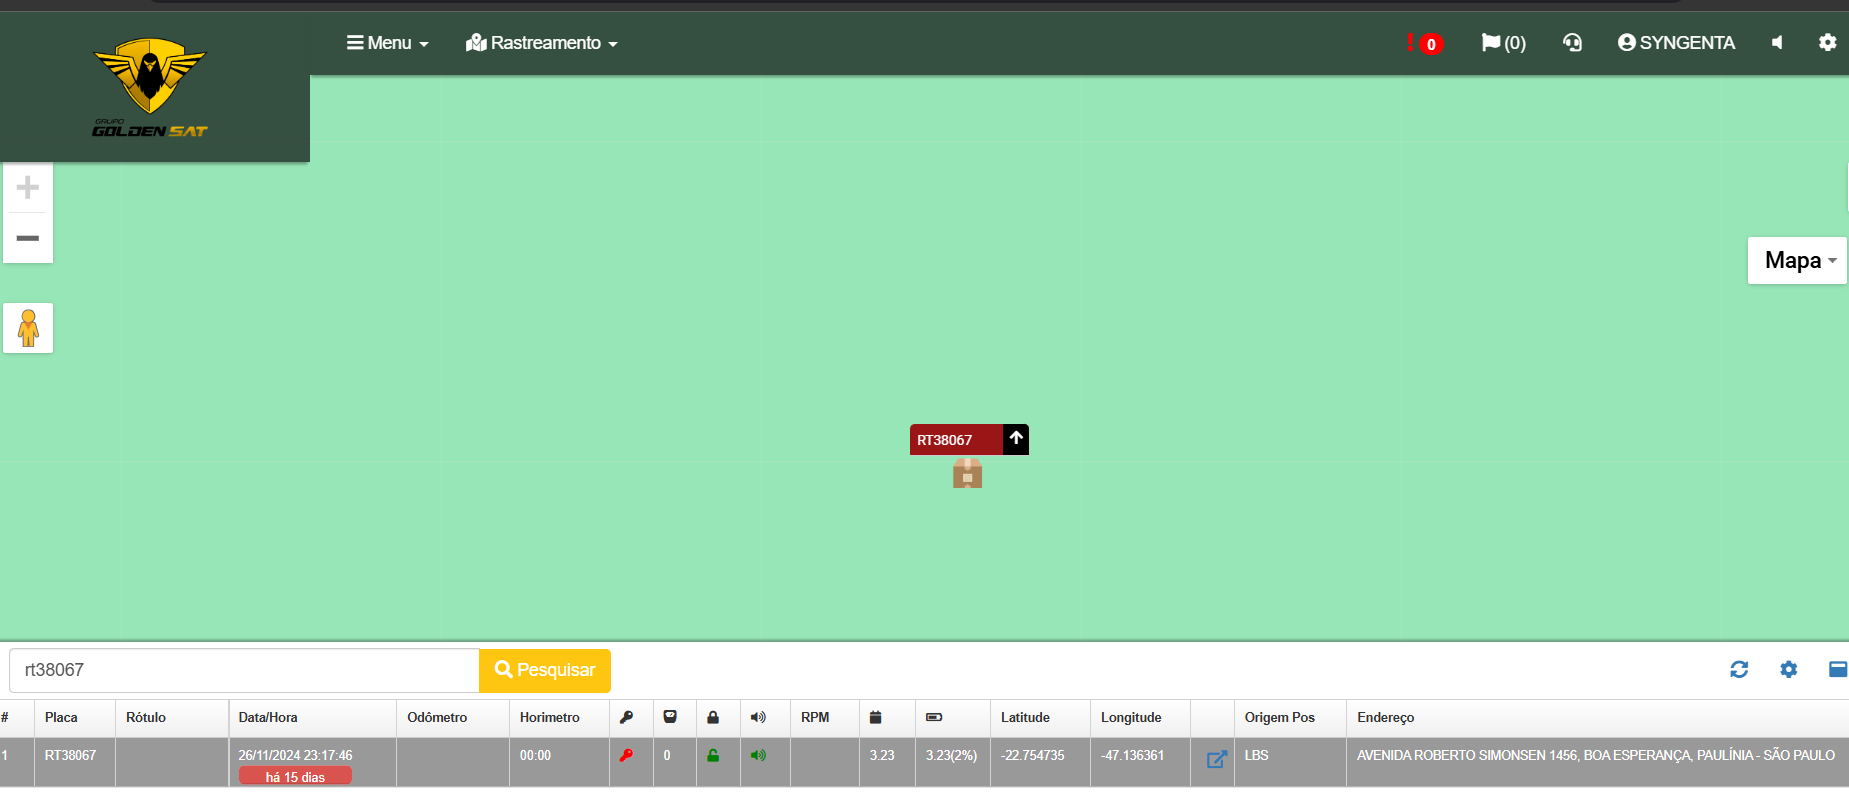 Menu
Rastreamento
0
(0)
SYNGENTA
GRUPO
GOLDEN SAT
Mapa
RT38067
rt38067
Pesquisar
# Placa Rótulo Data/Hora Odômetro Horimetro RPM Latitude Longitude Origem Pos Endereço
1 RT38067 26/11/2024 23:17:46 00:00 0 3.23 3.23(2%) -22.754735 -47.136361 LBS AVENIDA ROBERTO SIMONSEN 1456, BOA ESPERANÇA, PAULÍNIA - SÃO PAULO
há 15 dias